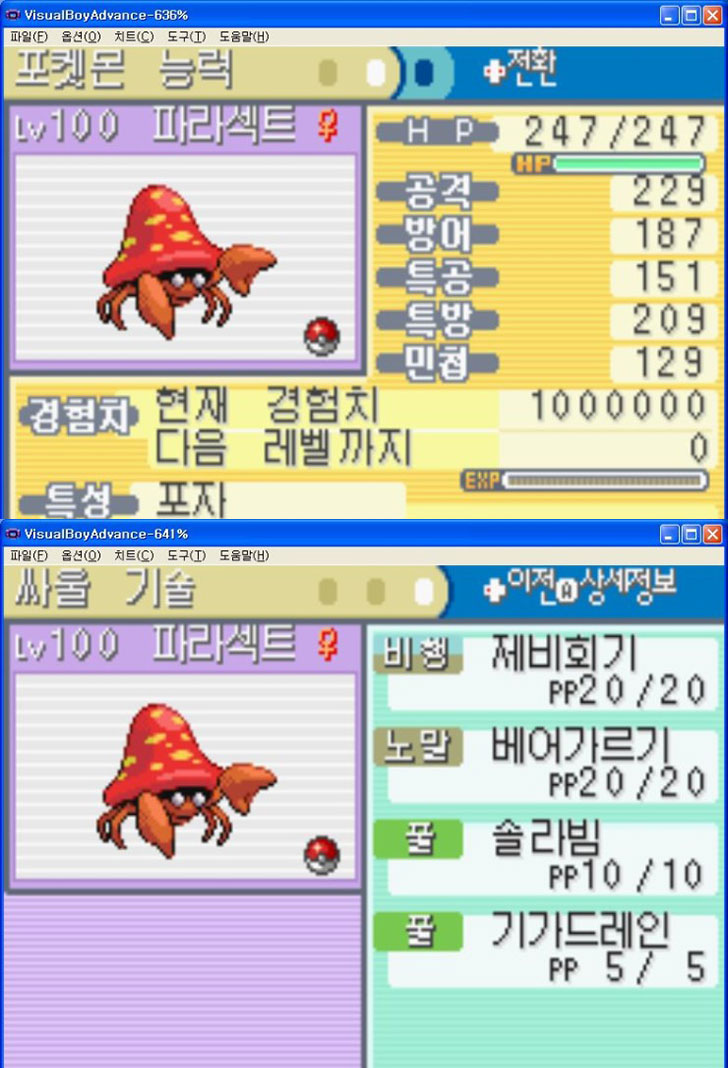 VisualBoyAdvance-636%
파일(F) 옵션(O) 치트(C) 도구(T) 도움말(H)
포켓몬 능력 전환
Lv100 파라섹트 ♀
HP 247/247
HP
공격 229
방어 187
특공 151
특방 209
민첩 129
경험치 현재 경험치 1000000
다음 레벨까지 0
EXP
특성 포자
VisualBoyAdvance-641%
파일(F) 옵션(O) 치트(C) 도구(T) 도움말(H)
싸울 기술 이전 A 상세정보
Lv100 파라섹트 ♀
비행 제비회기
PP20/20
노말 베어가르기
PP20/20
풀 솔라빔
PP10/10
풀 기가드레인
PP 5/ 5